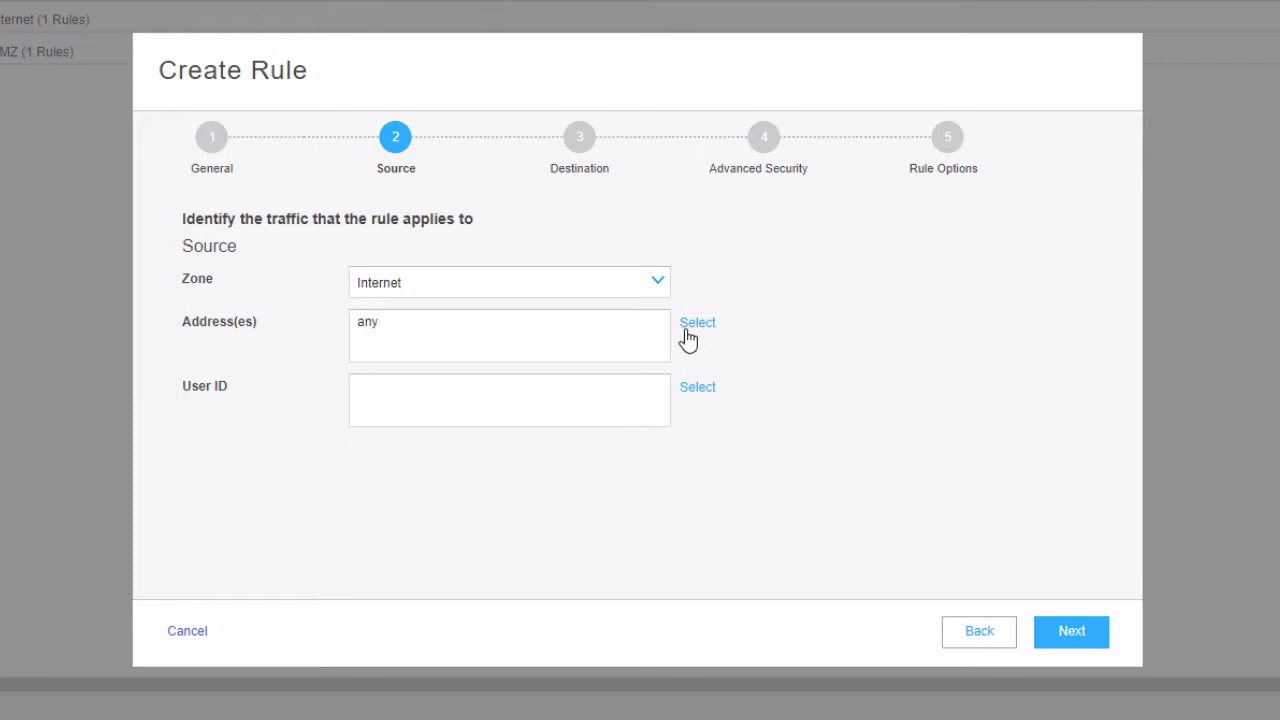 ternet (1 Rules)
MZ (1 Rules)
Create Rule
1 2 3 4 5
General Source Destination Advanced Security Rule Options
Identify the traffic that the rule applies to
Source
Zone Internet
Address(es) any Select
User ID Select
Cancel Back Next